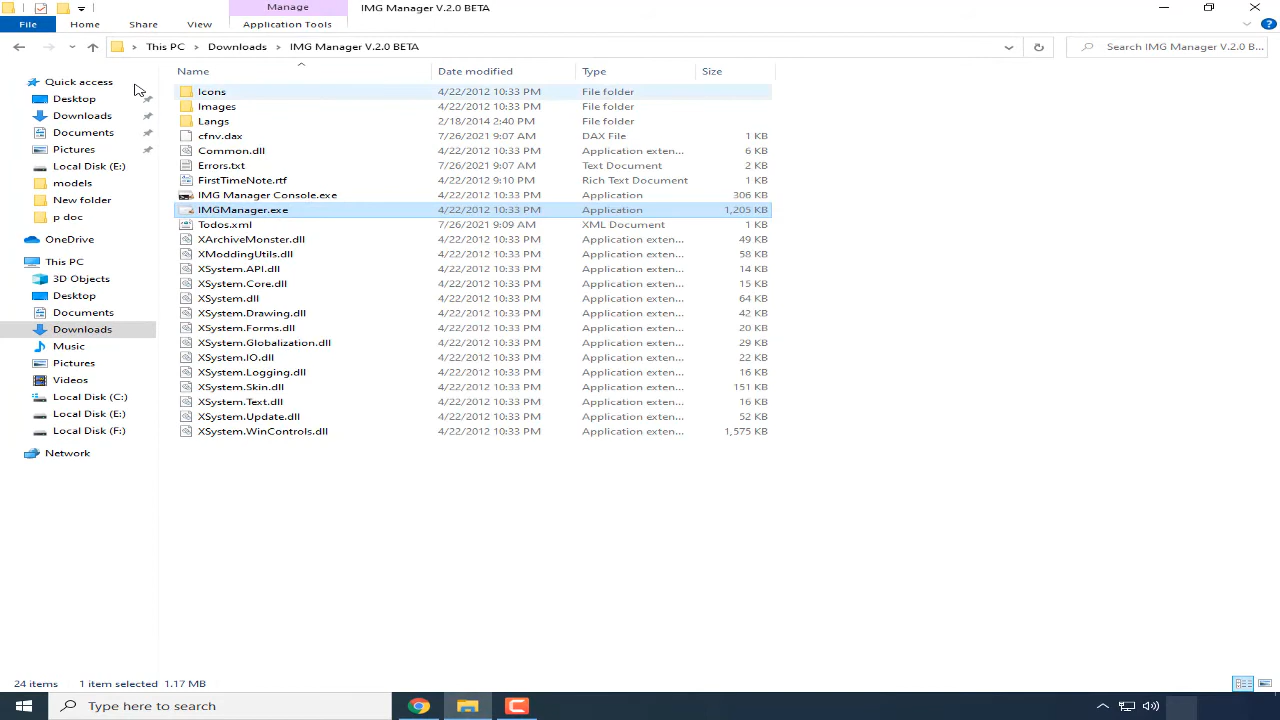 Manage
IMG Manager V.2.0 BETA
File Home Share View Application Tools
This PC Downloads IMG Manager V.2.0 BETA
Search IMG Manager V.2.0 B...
Name Date modified Type Size
Quick access
Desktop
Downloads
Documents
Pictures
Local Disk (E:)
models
New folder
p doc
OneDrive
This PC
3D Objects
Desktop
Documents
Downloads
Music
Pictures
Videos
Local Disk (C:)
Local Disk (E:)
Local Disk (F:)
Network
Icons 4/22/2012 10:33 PM File folder
Images 4/22/2012 10:33 PM File folder
Langs 2/18/2014 2:40 PM File folder
cfnv.dax 7/26/2021 9:07 AM DAX File 1 KB
Common.dll 4/22/2012 10:33 PM Application exten... 6 KB
Errors.txt 7/26/2021 9:07 AM Text Document 2 KB
FirstTimeNote.rtf 4/22/2012 9:10 PM Rich Text Document 1 KB
IMG Manager Console.exe 4/22/2012 10:33 PM Application 306 KB
IMGManager.exe 4/22/2012 10:33 PM Application 1,205 KB
Todos.xml 7/26/2021 9:09 AM XML Document 1 KB
XArchiveMonster.dll 4/22/2012 10:33 PM Application exten... 49 KB
XModdingUtils.dll 4/22/2012 10:33 PM Application exten... 58 KB
XSystem.API.dll 4/22/2012 10:33 PM Application exten... 14 KB
XSystem.Core.dll 4/22/2012 10:33 PM Application exten... 15 KB
XSystem.dll 4/22/2012 10:33 PM Application exten... 64 KB
XSystem.Drawing.dll 4/22/2012 10:33 PM Application exten... 42 KB
XSystem.Forms.dll 4/22/2012 10:33 PM Application exten... 20 KB
XSystem.Globalization.dll 4/22/2012 10:33 PM Application exten... 29 KB
XSystem.IO.dll 4/22/2012 10:33 PM Application exten... 22 KB
XSystem.Logging.dll 4/22/2012 10:33 PM Application exten... 16 KB
XSystem.Skin.dll 4/22/2012 10:33 PM Application exten... 151 KB
XSystem.Text.dll 4/22/2012 10:33 PM Application exten... 16 KB
XSystem.Update.dll 4/22/2012 10:33 PM Application exten... 52 KB
XSystem.WinControls.dll 4/22/2012 10:33 PM Application exten... 1,575 KB
24 items 1 item selected 1.17 MB
Type here to search